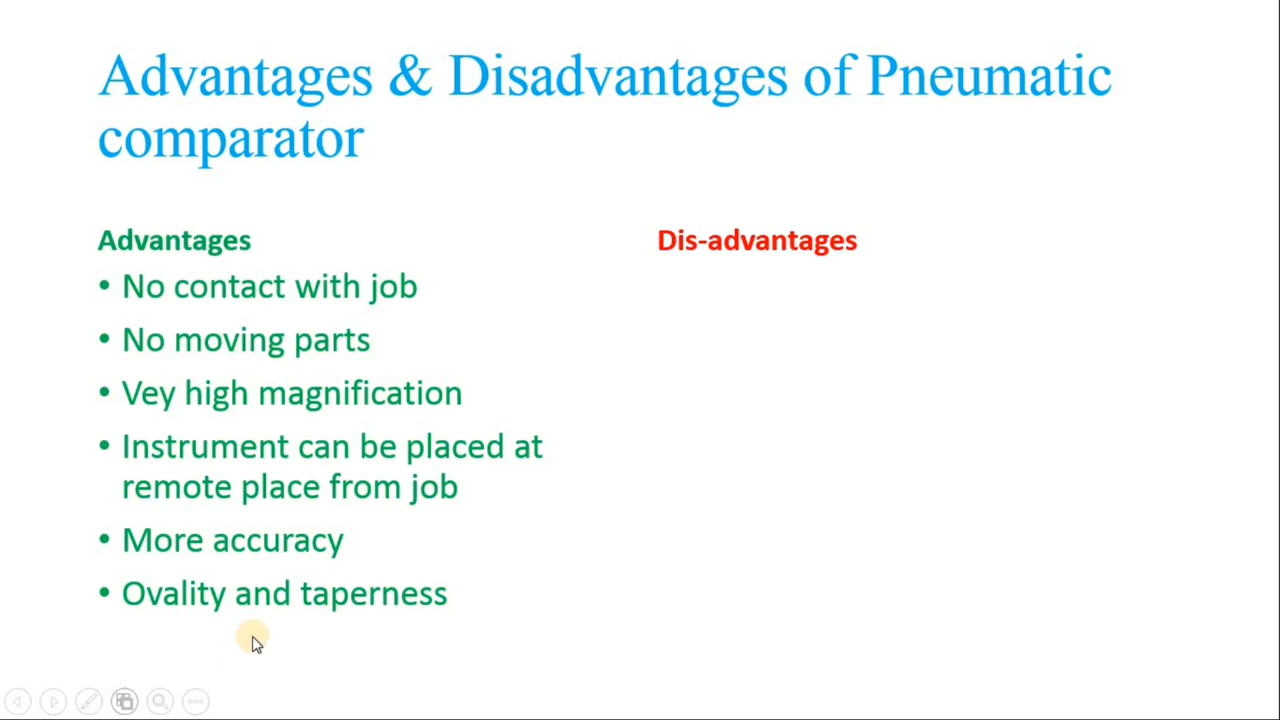 Advantages & Disadvantages of Pneumatic
comparator
Advantages
• No contact with job
• No moving parts
• Vey high magnification
• Instrument can be placed at
remote place from job
• More accuracy
• Ovality and taperness
Dis-advantages